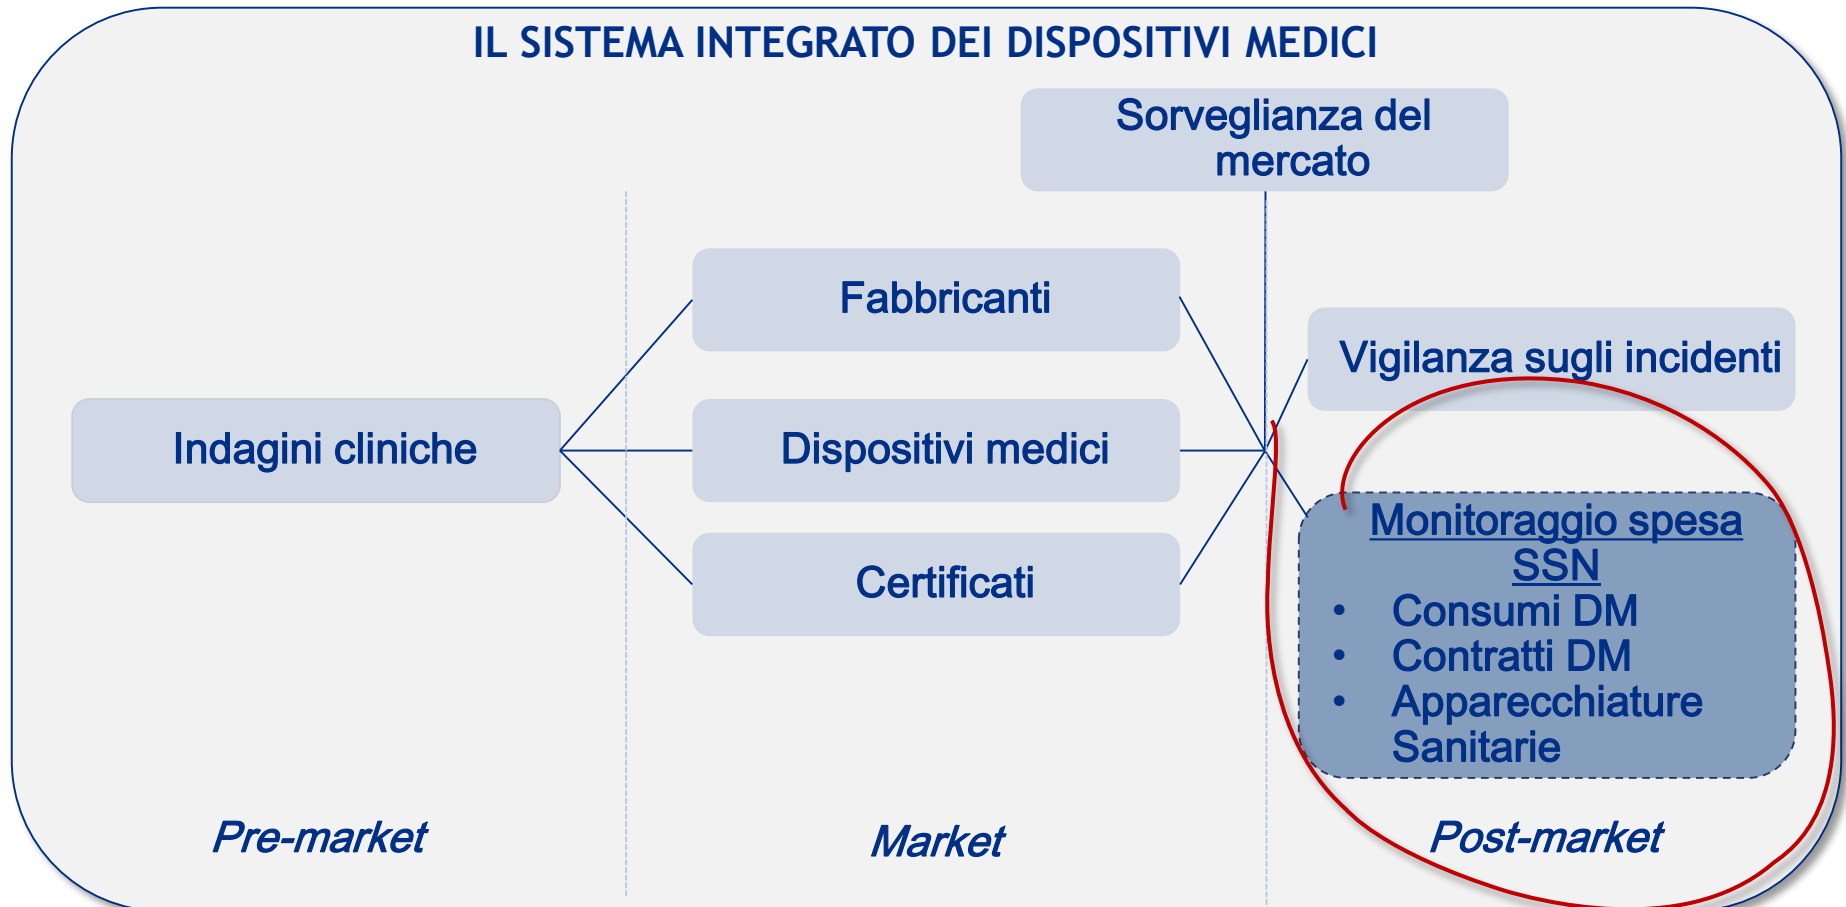 IL SISTEMA INTEGRATO DEI DISPOSITIVI MEDICI
Sorveglianza del
mercato
Fabbricanti
Vigilanza sugli incidenti
Indagini cliniche
Dispositivi medici
Certificati
Monitoraggio spesa
SSN
• Consumi DM
• Contratti DM
• Apparecchiature
Sanitarie
Pre-market
Market
Post-market